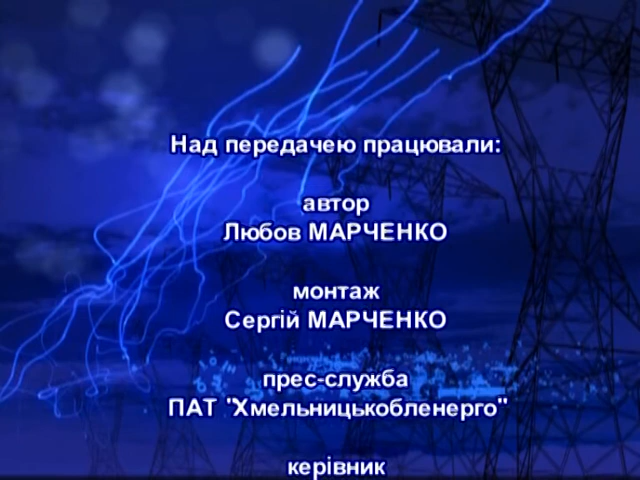 Над передачею працювали:
автор
Любов МАРЧЕНКО
монтаж
Сергій МАРЧЕНКО
прес-служба
ПАТ "Хмельницькобленерго"
керівник